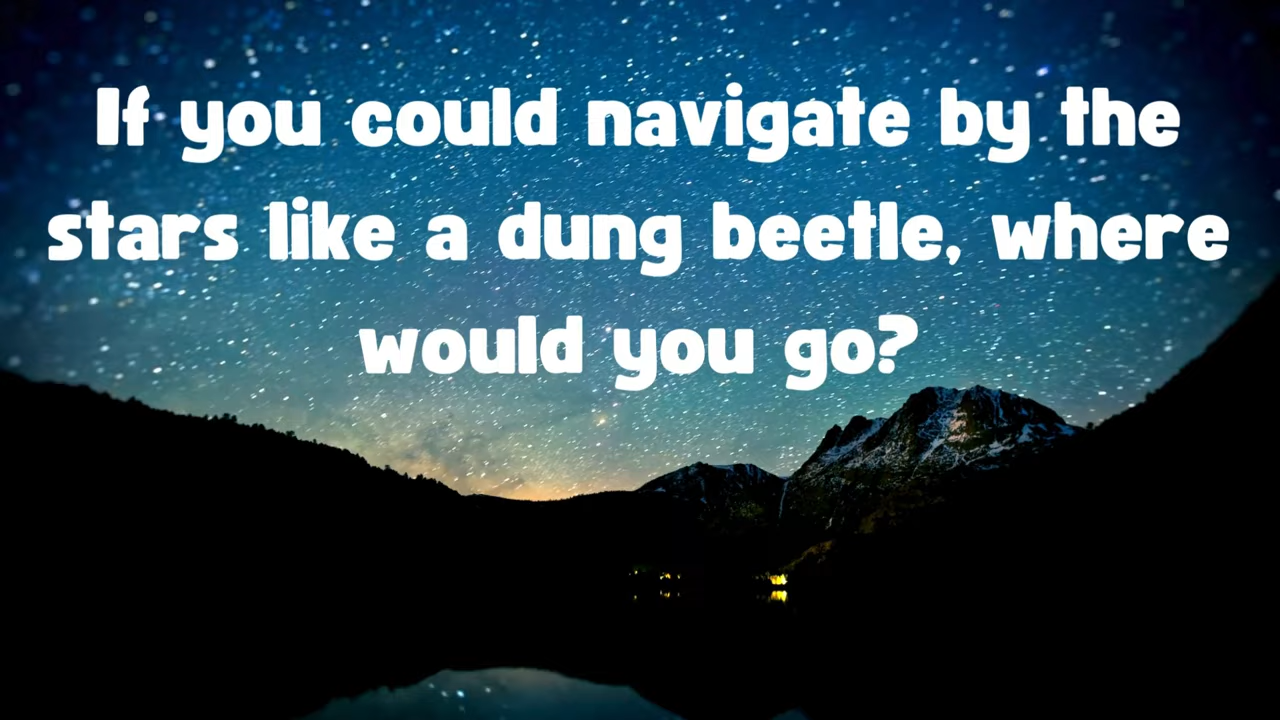 If you could navigate by the
stars like a dung beetle, where
would you go?